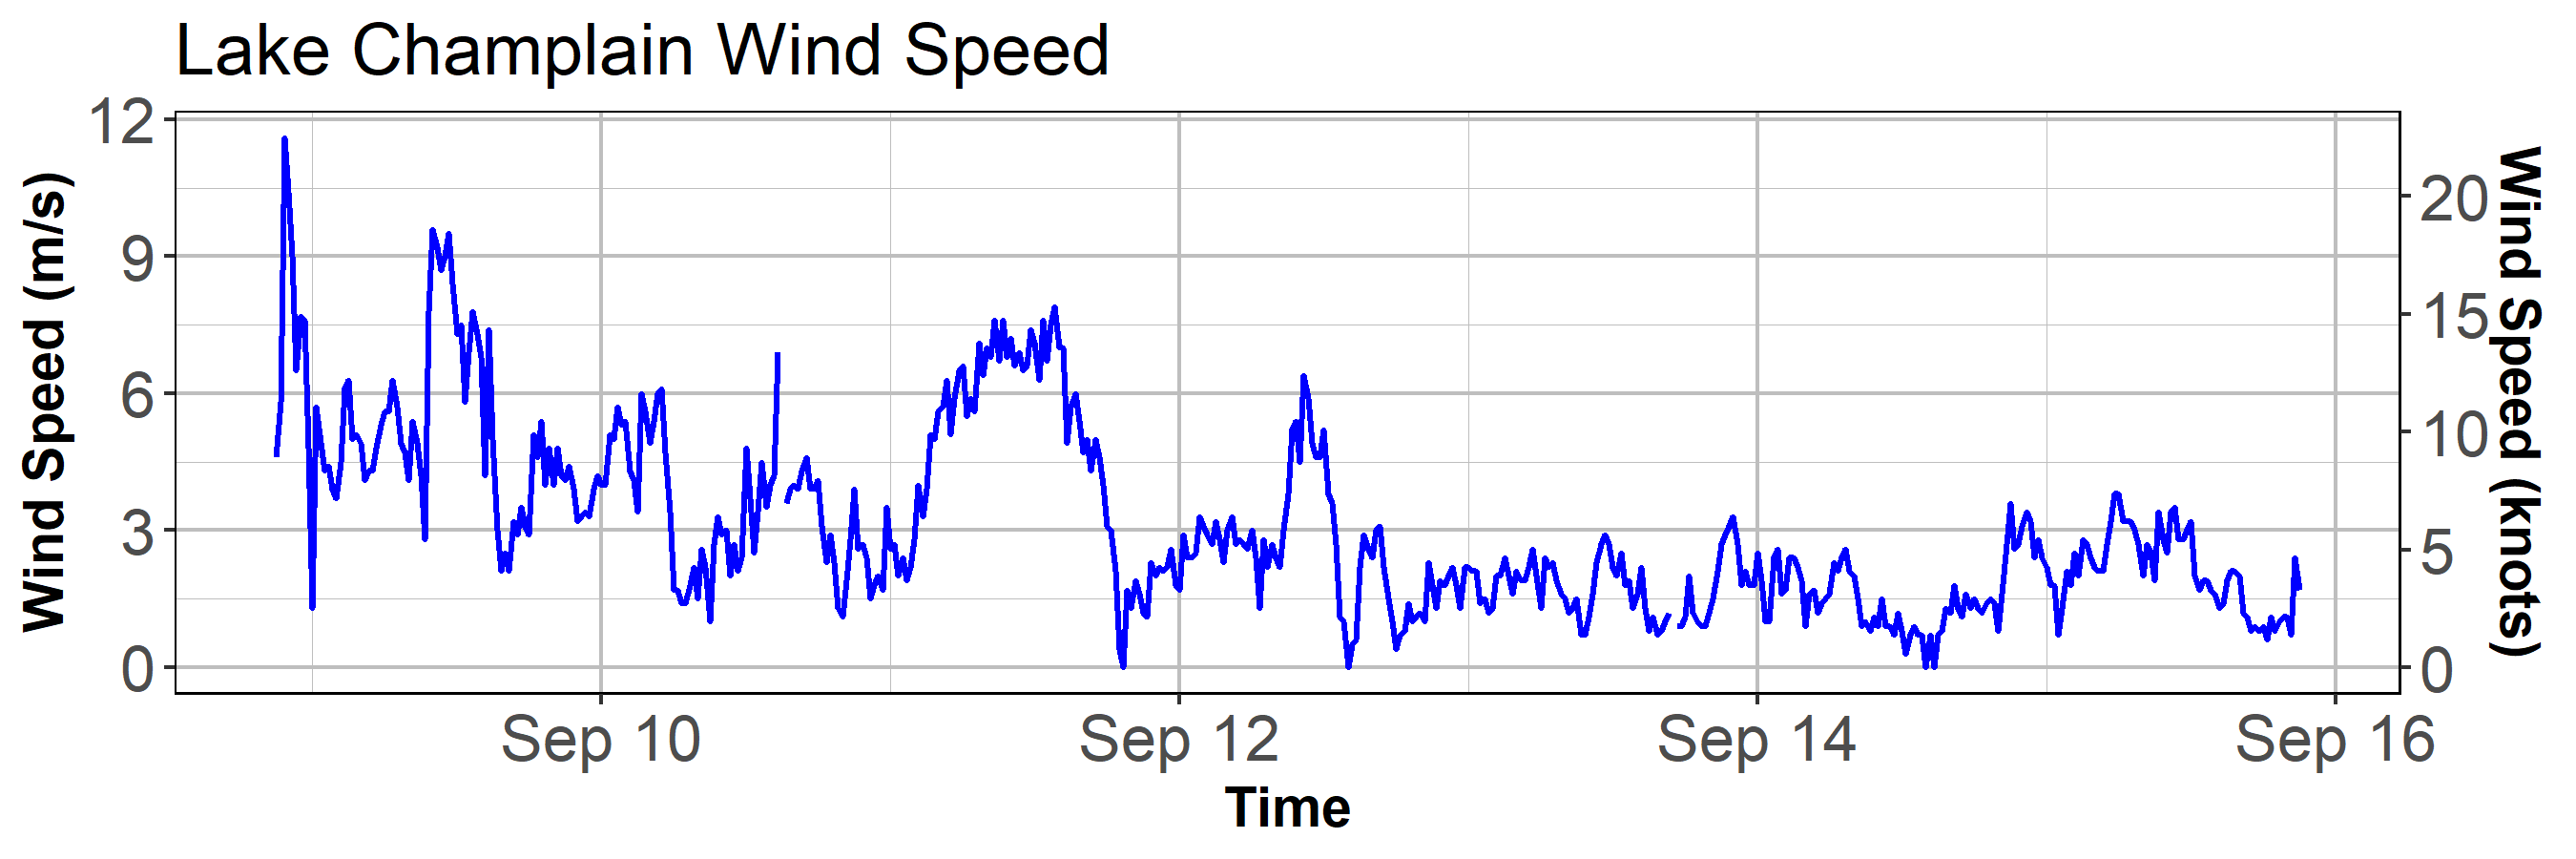 Lake Champlain Wind Speed
12
9
6
3
0
Wind Speed (m/s)
20
15
10
5
0
Wind Speed (knots)
Sep 10 Sep 12 Sep 14 Sep 16
Time